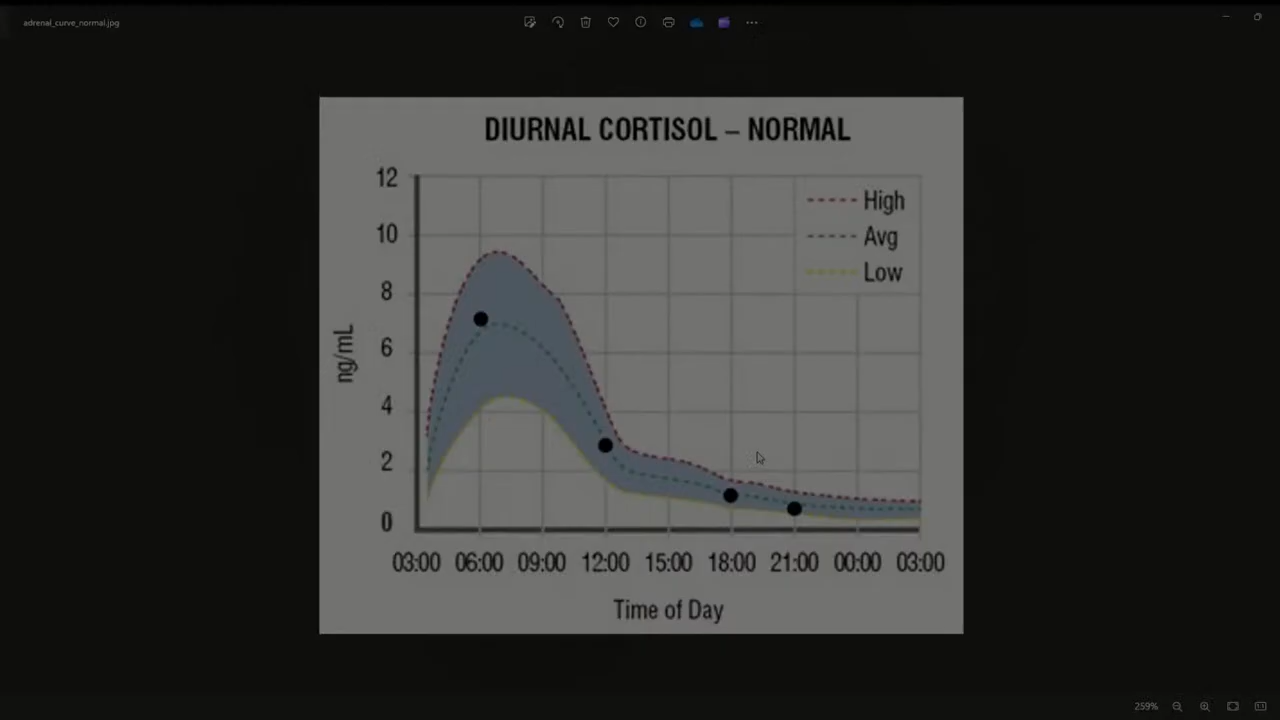 adrenal_curve_normal.jpg
DIURNAL CORTISOL – NORMAL
12
10
8
6
4
2
0
ng/mL
High
Avg
Low
03:00 06:00 09:00 12:00 15:00 18:00 21:00 00:00 03:00
Time of Day
259%